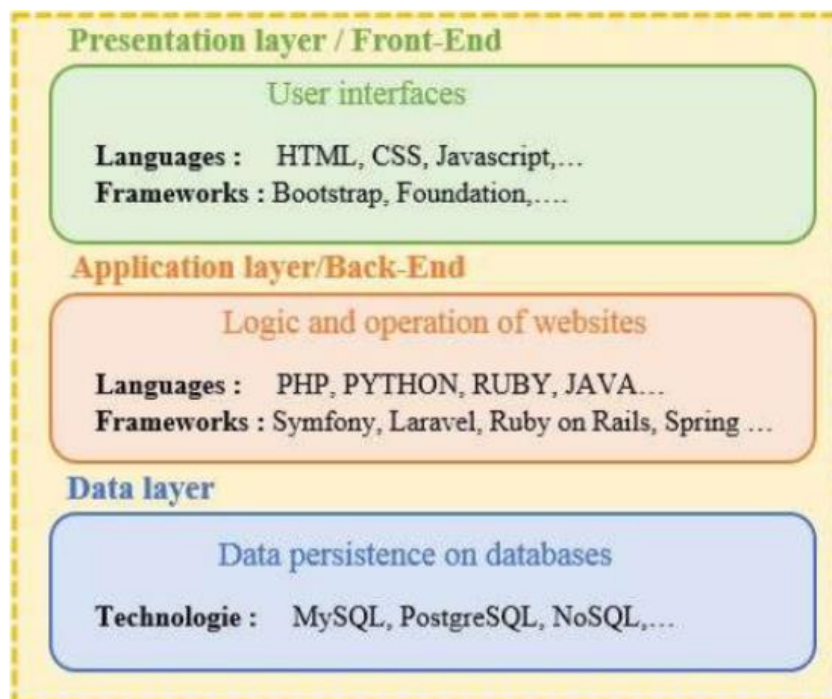 Presentation layer / Front-End
User interfaces
Languages : HTML, CSS, Javascript,...
Frameworks : Bootstrap, Foundation,....
Application layer/Back-End
Logic and operation of websites
Languages : PHP, PYTHON, RUBY, JAVA...
Frameworks : Symfony, Laravel, Ruby on Rails, Spring ...
Data layer
Data persistence on databases
Technologie : MySQL, PostgreSQL, NoSQL,...